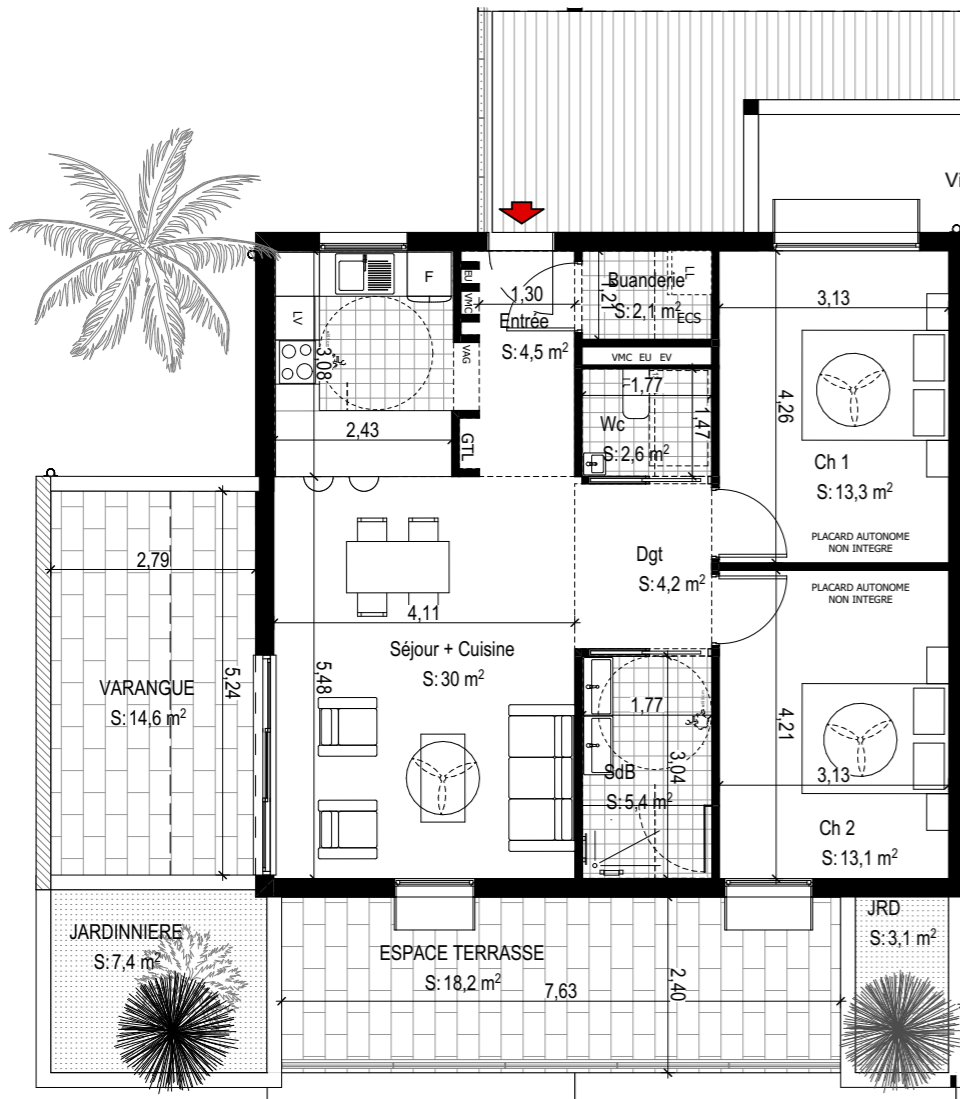 Vi
EU
VMC
VAG
GTL
LV
F
1,30
Entrée
S: 4,5 m²
Buanderie
S: 2,1 m²
1,21
LL
ECS
VMC EU EV
3,13
3,08
2,43
1,77
Wc
S: 2,6 m²
1,47
4,26
Ch 1
S: 13,3 m²
PLACARD AUTONOME
NON INTEGRE
Dgt
S: 4,2 m²
PLACARD AUTONOME
NON INTEGRE
2,79
4,11
Séjour + Cuisine
S: 30 m²
5,48
VARANGUE
S: 14,6 m²
5,24
1,77
3,04
SdB
S: 5,4 m²
4,21
3,13
Ch 2
S: 13,1 m²
JARDINNIERE
S: 7,4 m²
ESPACE TERRASSE
S: 18,2 m²
7,63
2,40
JRD
S: 3,1 m²